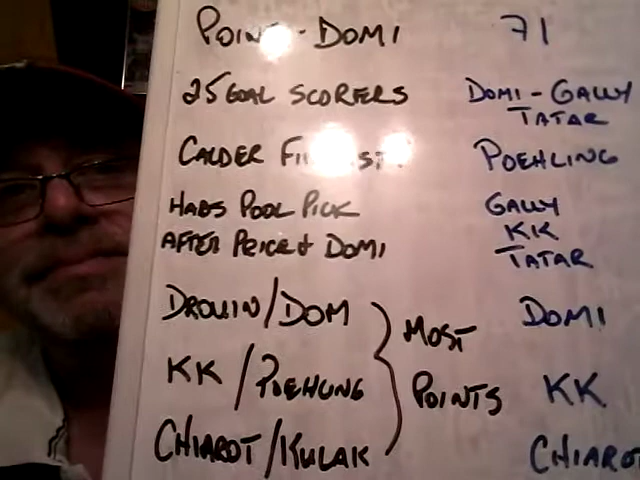 - DOMI 71
25 GOAL SCORERS DOMI - GALLY
TATAR
CALDER POEHLING
HABS POOL PICK GALLY
AFTER PRICE & DOMI KK
TATAR
DROUIN/DOM DOMI
MOST
KK / POEHLING POINTS KK
CHIAROT/KULAK CHIAROT